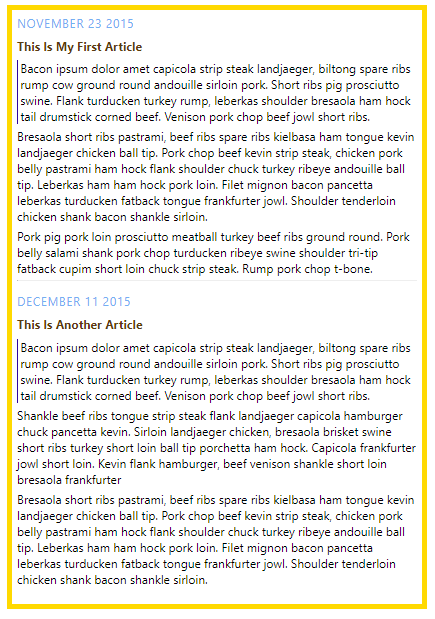 NOVEMBER 23 2015
This Is My First Article
Bacon ipsum dolor amet capicola strip steak landjaeger, biltong spare ribs
rump cow ground round andouille sirloin pork. Short ribs pig prosciutto
swine. Flank turducken turkey rump, leberkas shoulder bresaola ham hock
tail drumstick corned beef. Venison pork chop beef jowl short ribs.
Bresaola short ribs pastrami, beef ribs spare ribs kielbasa ham tongue kevin
landjaeger chicken ball tip. Pork chop beef kevin strip steak, chicken pork
belly pastrami ham hock flank shoulder chuck turkey ribeye andouille ball
tip. Leberkas ham ham hock pork loin. Filet mignon bacon pancetta
leberkas turducken fatback tongue frankfurter jowl. Shoulder tenderloin
chicken shank bacon shankle sirloin.
Pork pig pork loin prosciutto meatball turkey beef ribs ground round. Pork
belly salami shank pork chop turducken ribeye swine shoulder tri-tip
fatback cupim short loin chuck strip steak. Rump pork chop t-bone.
DECEMBER 11 2015
This Is Another Article
Bacon ipsum dolor amet capicola strip steak landjaeger, biltong spare ribs
rump cow ground round andouille sirloin pork. Short ribs pig prosciutto
swine. Flank turducken turkey rump, leberkas shoulder bresaola ham hock
tail drumstick corned beef. Venison pork chop beef jowl short ribs.
Shankle beef ribs tongue strip steak flank landjaeger capicola hamburger
chuck pancetta kevin. Sirloin landjaeger chicken, bresaola brisket swine
short ribs turkey short loin ball tip porchetta ham hock. Capicola frankfurter
jowl short loin. Kevin flank hamburger, beef venison shankle short loin
bresaola frankfurter
Bresaola short ribs pastrami, beef ribs spare ribs kielbasa ham tongue kevin
landjaeger chicken ball tip. Pork chop beef kevin strip steak, chicken pork
belly pastrami ham hock flank shoulder chuck turkey ribeye andouille ball
tip. Leberkas ham ham hock pork loin. Filet mignon bacon pancetta
leberkas turducken fatback tongue frankfurter jowl. Shoulder tenderloin
chicken shank bacon shankle sirloin.